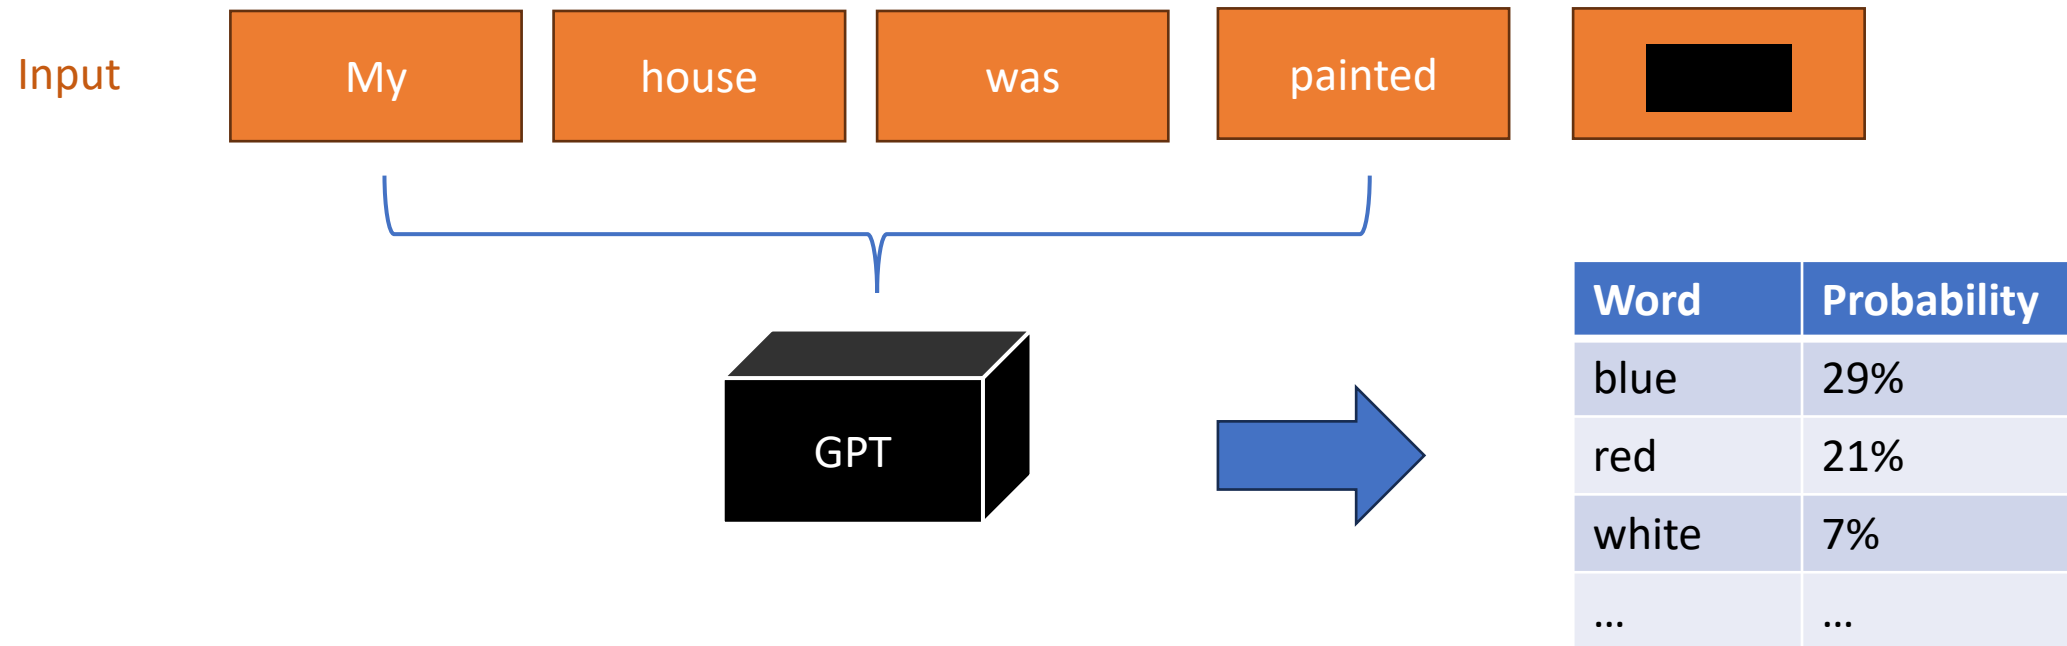 Input My house was painted
GPT
Word Probability
blue 29%
red 21%
white 7%
... ...